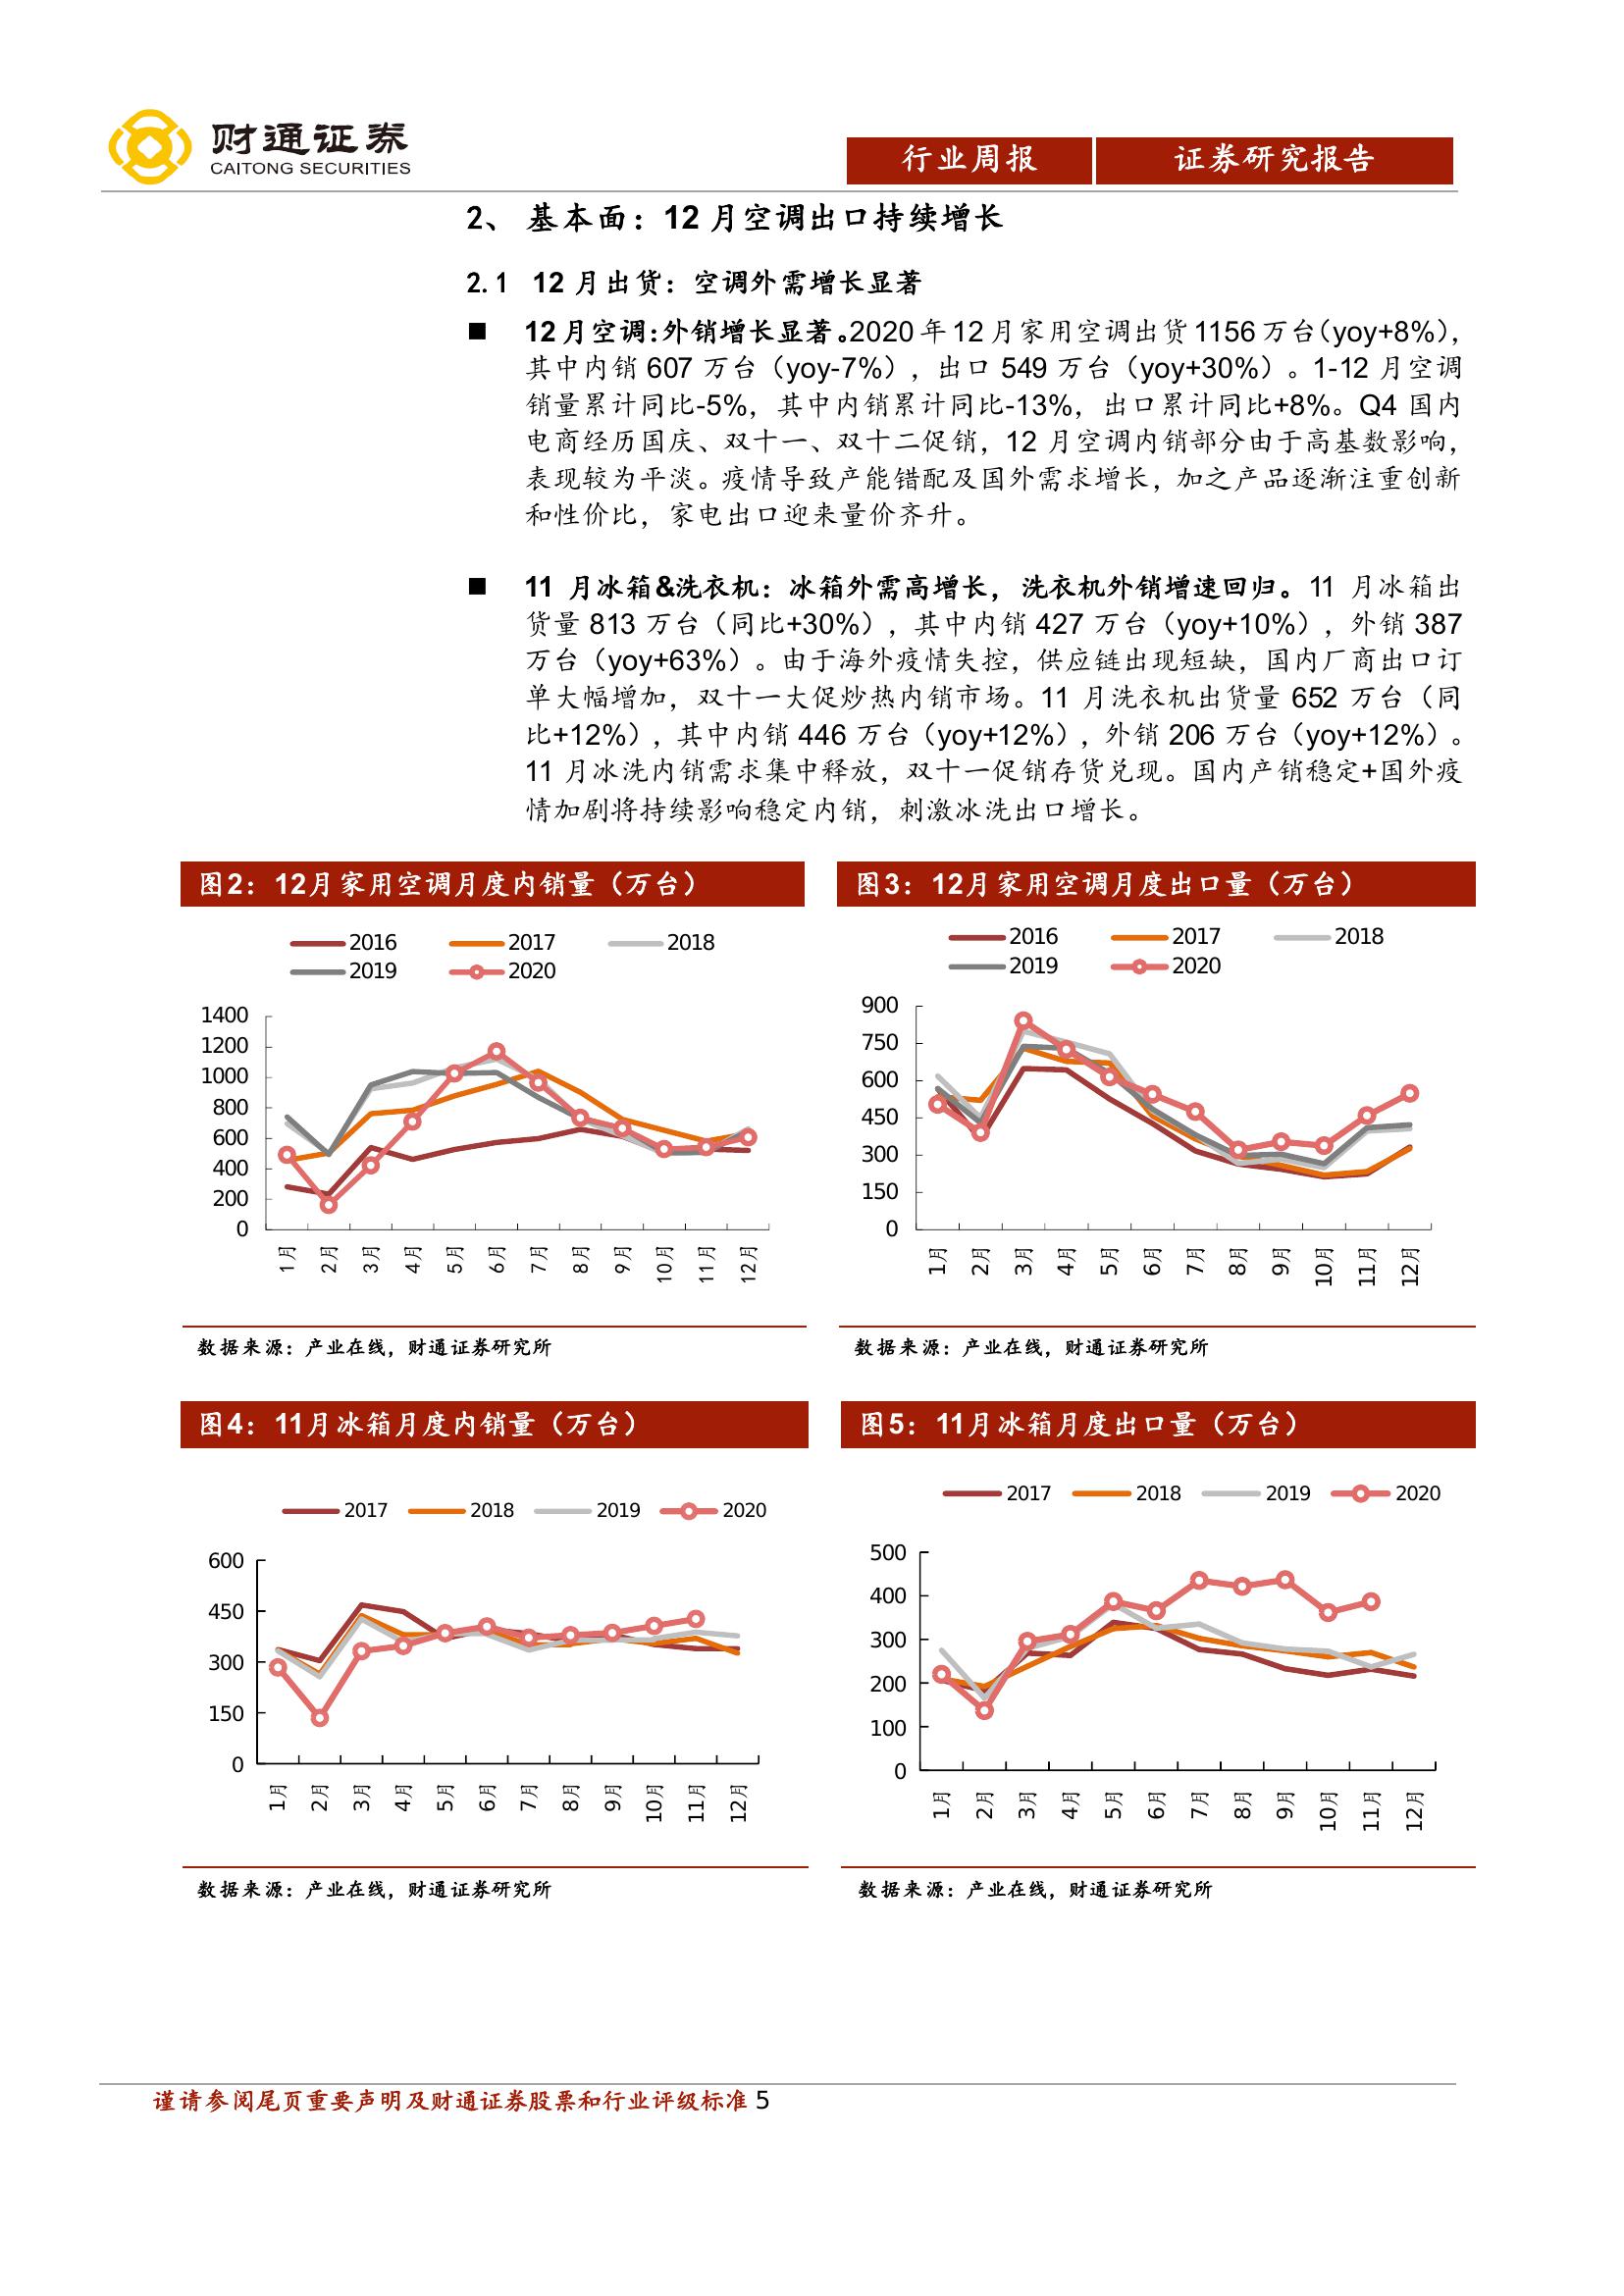 财通证券
CAITONG SECURITIES
行业周报 证券研究报告
2、 基本面：12 月空调出口持续增长
2.1 12 月出货：空调外需增长显著
■ 12 月空调：外销增长显著。2020 年 12 月家用空调出货 1156 万台（yoy+8%），
其中内销 607 万台（yoy-7%），出口 549 万台（yoy+30%）。1-12 月空调
销量累计同比-5%，其中内销累计同比-13%，出口累计同比+8%。Q4 国内
电商经历国庆、双十一、双十二促销，12 月空调内销部分由于高基数影响，
表现较为平淡。疫情导致产能错配及国外需求增长，加之产品逐渐注重创新
和性价比，家电出口迎来量价齐升。
■ 11 月冰箱&洗衣机：冰箱外需高增长，洗衣机外销增速回归。11 月冰箱出
货量 813 万台（同比+30%），其中内销 427 万台（yoy+10%），外销 387
万台（yoy+63%）。由于海外疫情失控，供应链出现短缺，国内厂商出口订
单大幅增加，双十一大促炒热内销市场。11 月洗衣机出货量 652 万台（同
比+12%），其中内销 446 万台（yoy+12%），外销 206 万台（yoy+12%）。
11 月冰洗内销需求集中释放，双十一促销存货兑现。国内产销稳定+国外疫
情加剧将持续影响稳定内销，刺激冰洗出口增长。
图2：12月家用空调月度内销量（万台）
2016 2017 2018
2019 2020
1400
1200
1000
800
600
400
200
0
1月 2月 3月 4月 5月 6月 7月 8月 9月 10月 11月 12月
数据来源：产业在线，财通证券研究所
图3：12月家用空调月度出口量（万台）
2016 2017 2018
2019 2020
900
750
600
450
300
150
0
1月 2月 3月 4月 5月 6月 7月 8月 9月 10月 11月 12月
数据来源：产业在线，财通证券研究所
图4：11月冰箱月度内销量（万台）
2017 2018 2019 2020
600
450
300
150
0
1月 2月 3月 4月 5月 6月 7月 8月 9月 10月 11月 12月
数据来源：产业在线，财通证券研究所
图5：11月冰箱月度出口量（万台）
2017 2018 2019 2020
500
400
300
200
100
0
1月 2月 3月 4月 5月 6月 7月 8月 9月 10月 11月 12月
数据来源：产业在线，财通证券研究所
谨请参阅尾页重要声明及财通证券股票和行业评级标准 5